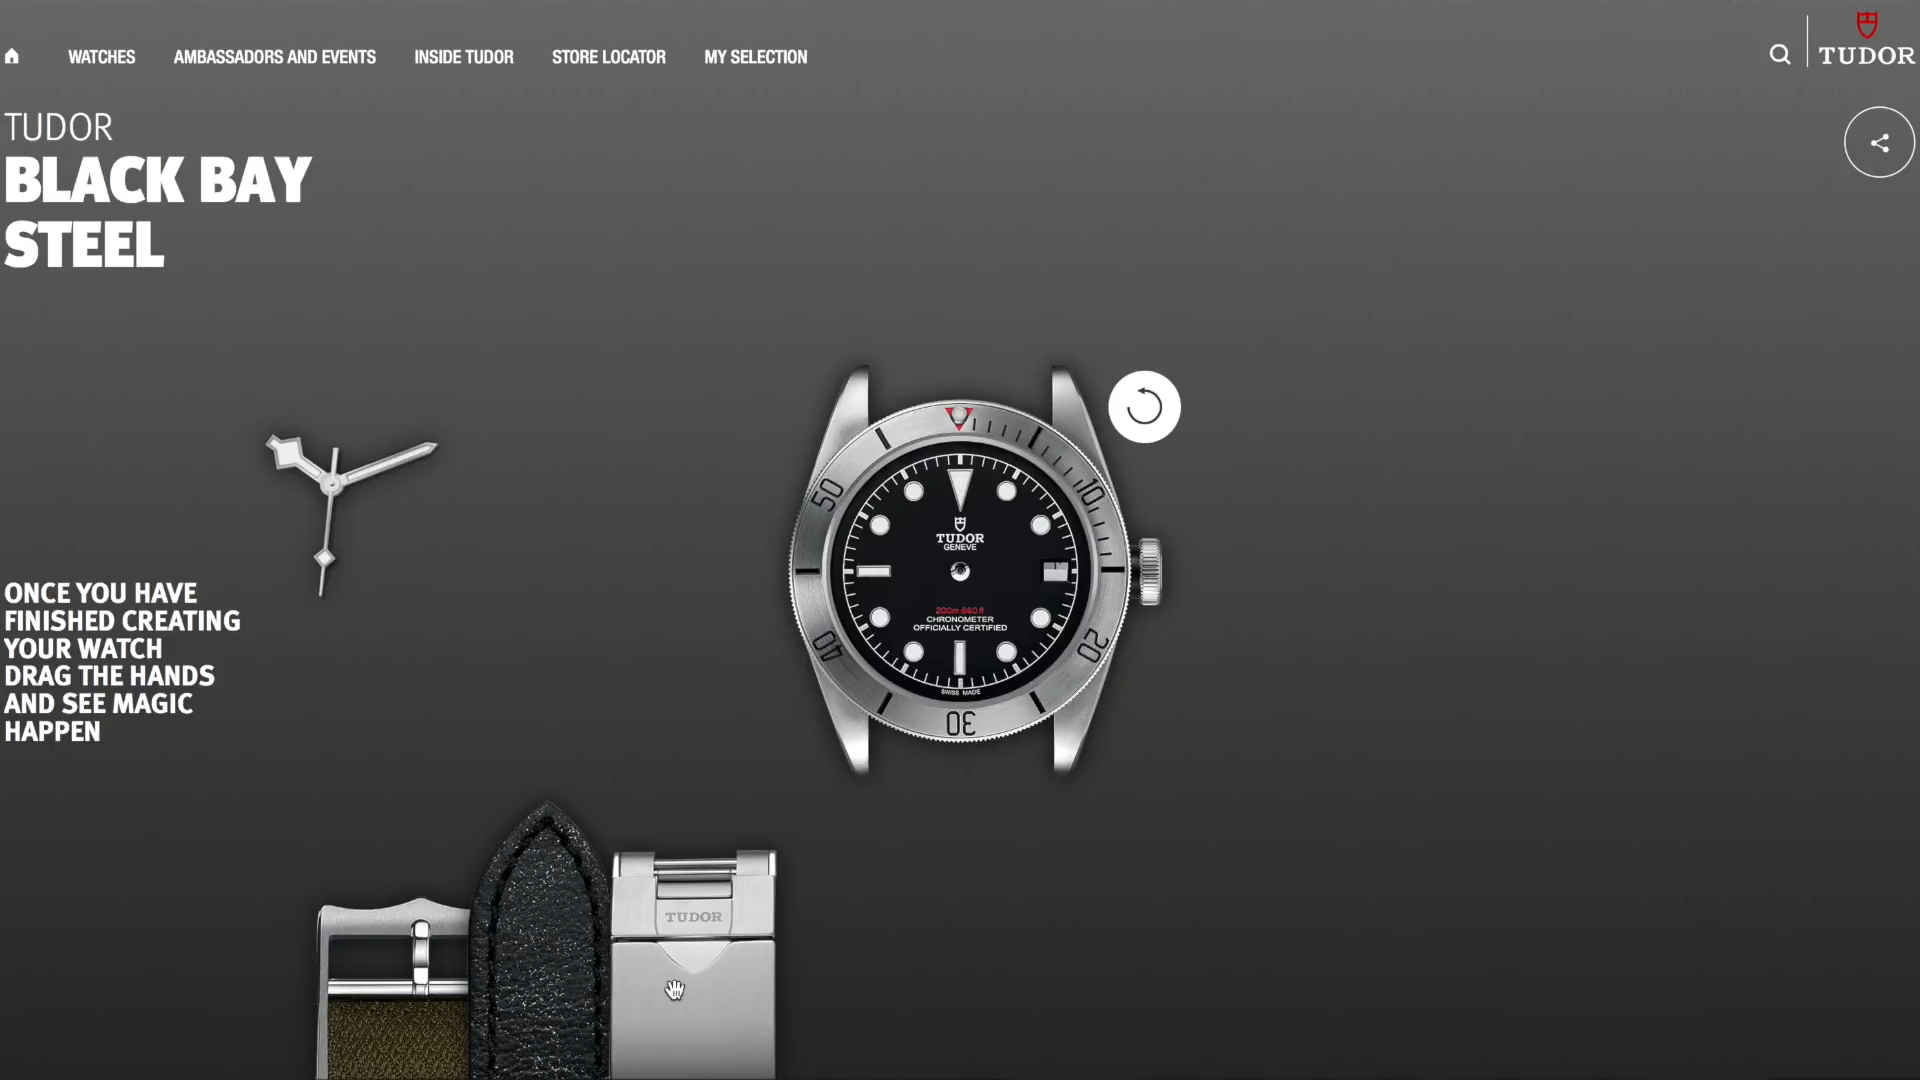 WATCHES
AMBASSADORS AND EVENTS
INSIDE TUDOR
STORE LOCATOR
MY SELECTION
TUDOR
TUDOR
BLACK BAY
STEEL
50
10
TUDOR
GENEVE
200m:660ft
CHRONOMETER
OFFICIALLY CERTIFIED
40
20
SWISS MADE
30
ONCE YOU HAVE
FINISHED CREATING
YOUR WATCH
DRAG THE HANDS
AND SEE MAGIC
HAPPEN
TUDOR